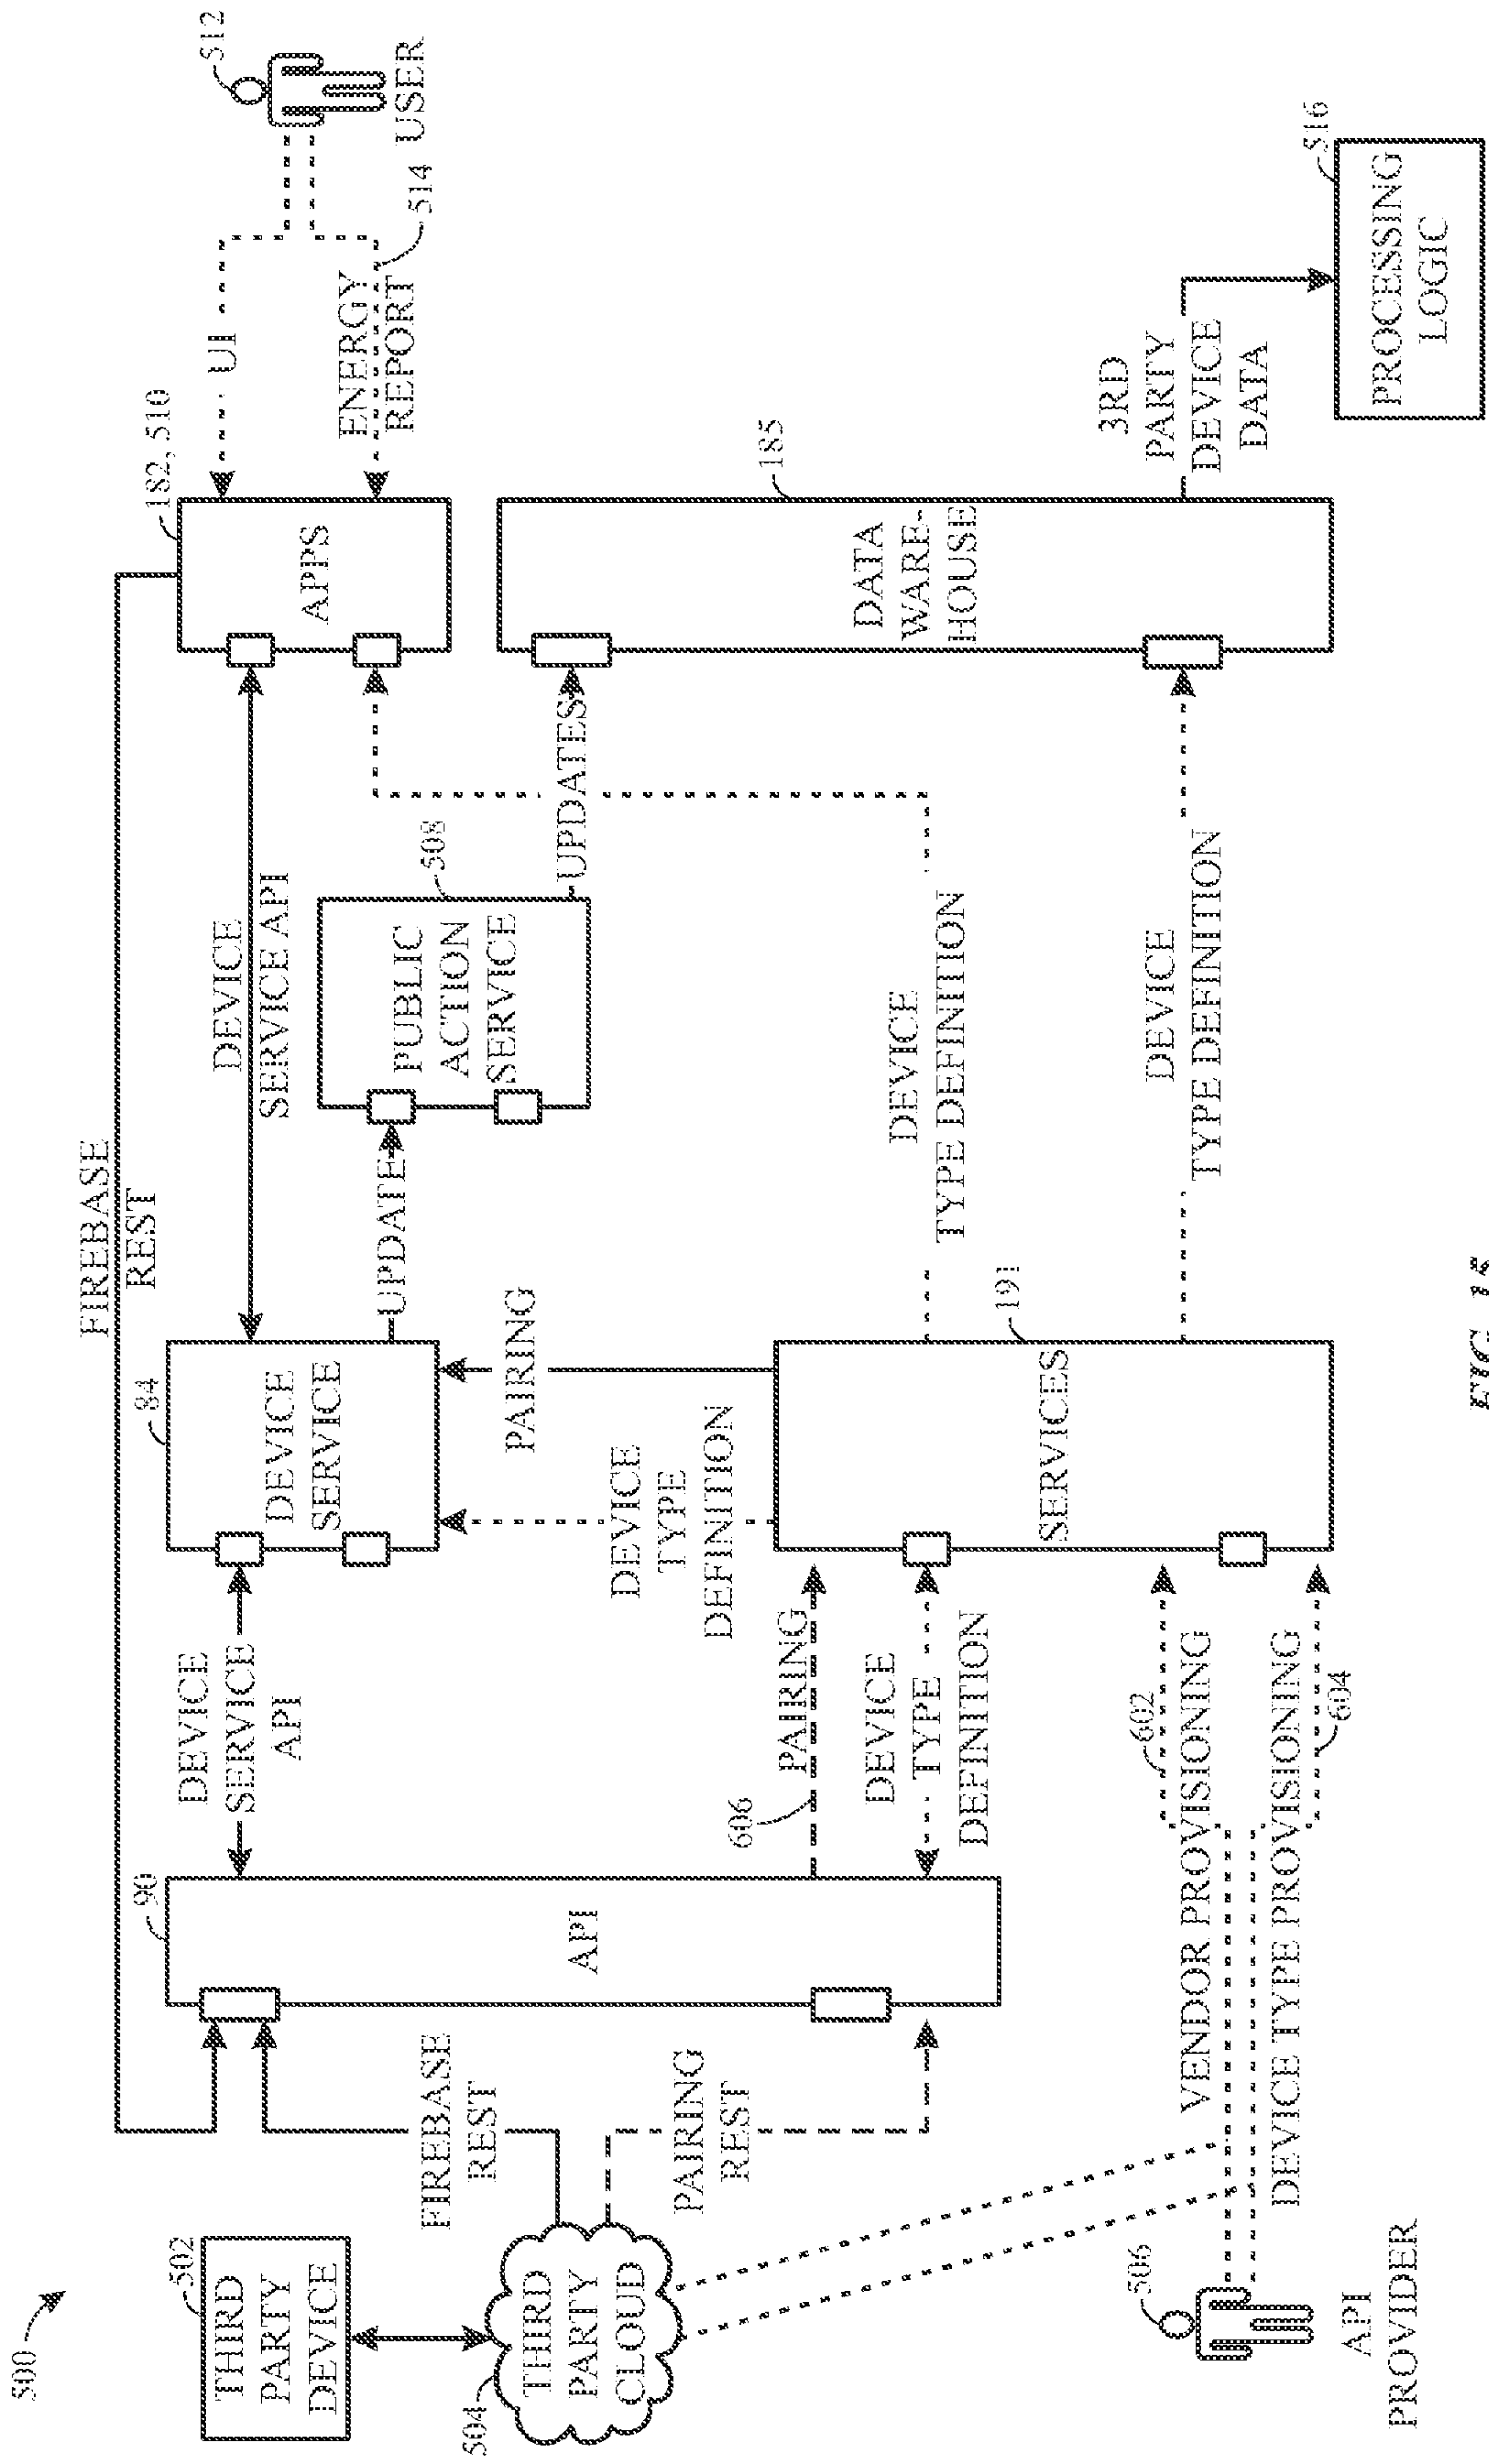 500
502
THIRD
PARTY
DEVICE
504
THIRD
PARTY
CLOUD
506
API
PROVIDER
FIREBASE
REST
FIREBASE
REST
PAIRING
REST
90
API
DEVICE
SERVICE
API
606
PAIRING
DEVICE
TYPE
DEFINITION
VENDOR PROVISIONING
602
DEVICE TYPE PROVISIONING
604
84
DEVICE
SERVICE
PAIRING
DEVICE
TYPE
DEFINITION
191
SERVICES
UPDATE
DEVICE
SERVICE API
508
PUBLIC
ACTION
SERVICE
UPDATES
DEVICE
TYPE DEFINITION
DEVICE
TYPE DEFINITION
182, 510
APPS
185
DATA
WARE-
HOUSE
UI
ENERGY
REPORT
514
512
USER
3RD
PARTY
DEVICE
DATA
516
PROCESSING
LOGIC
FIG. 15